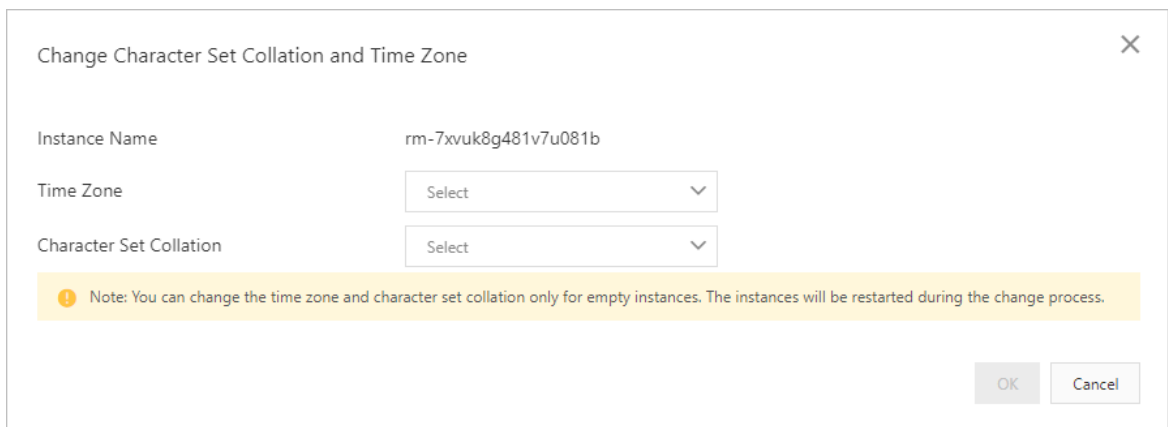 Change Character Set Collation and Time Zone
Instance Name rm-7xvuk8g481v7u081b
Time Zone Select
Character Set Collation Select
Note: You can change the time zone and character set collation only for empty instances. The instances will be restarted during the change process.
OK Cancel